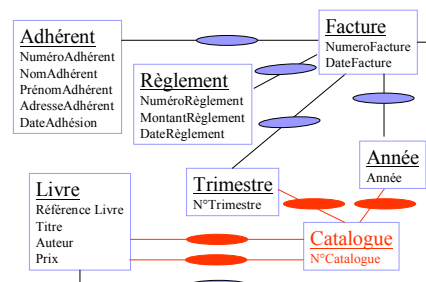 Adhérent
NuméroAdhérent
NomAdhérent
PrénomAdhérent
AdresseAdhérent
DateAdhésion
Facture
NumeroFacture
DateFacture
Règlement
NuméroRèglement
MontantRèglement
DateRèglement
Année
Année
Trimestre
N°Trimestre
Livre
Référence Livre
Titre
Auteur
Prix
Catalogue
N°Catalogue